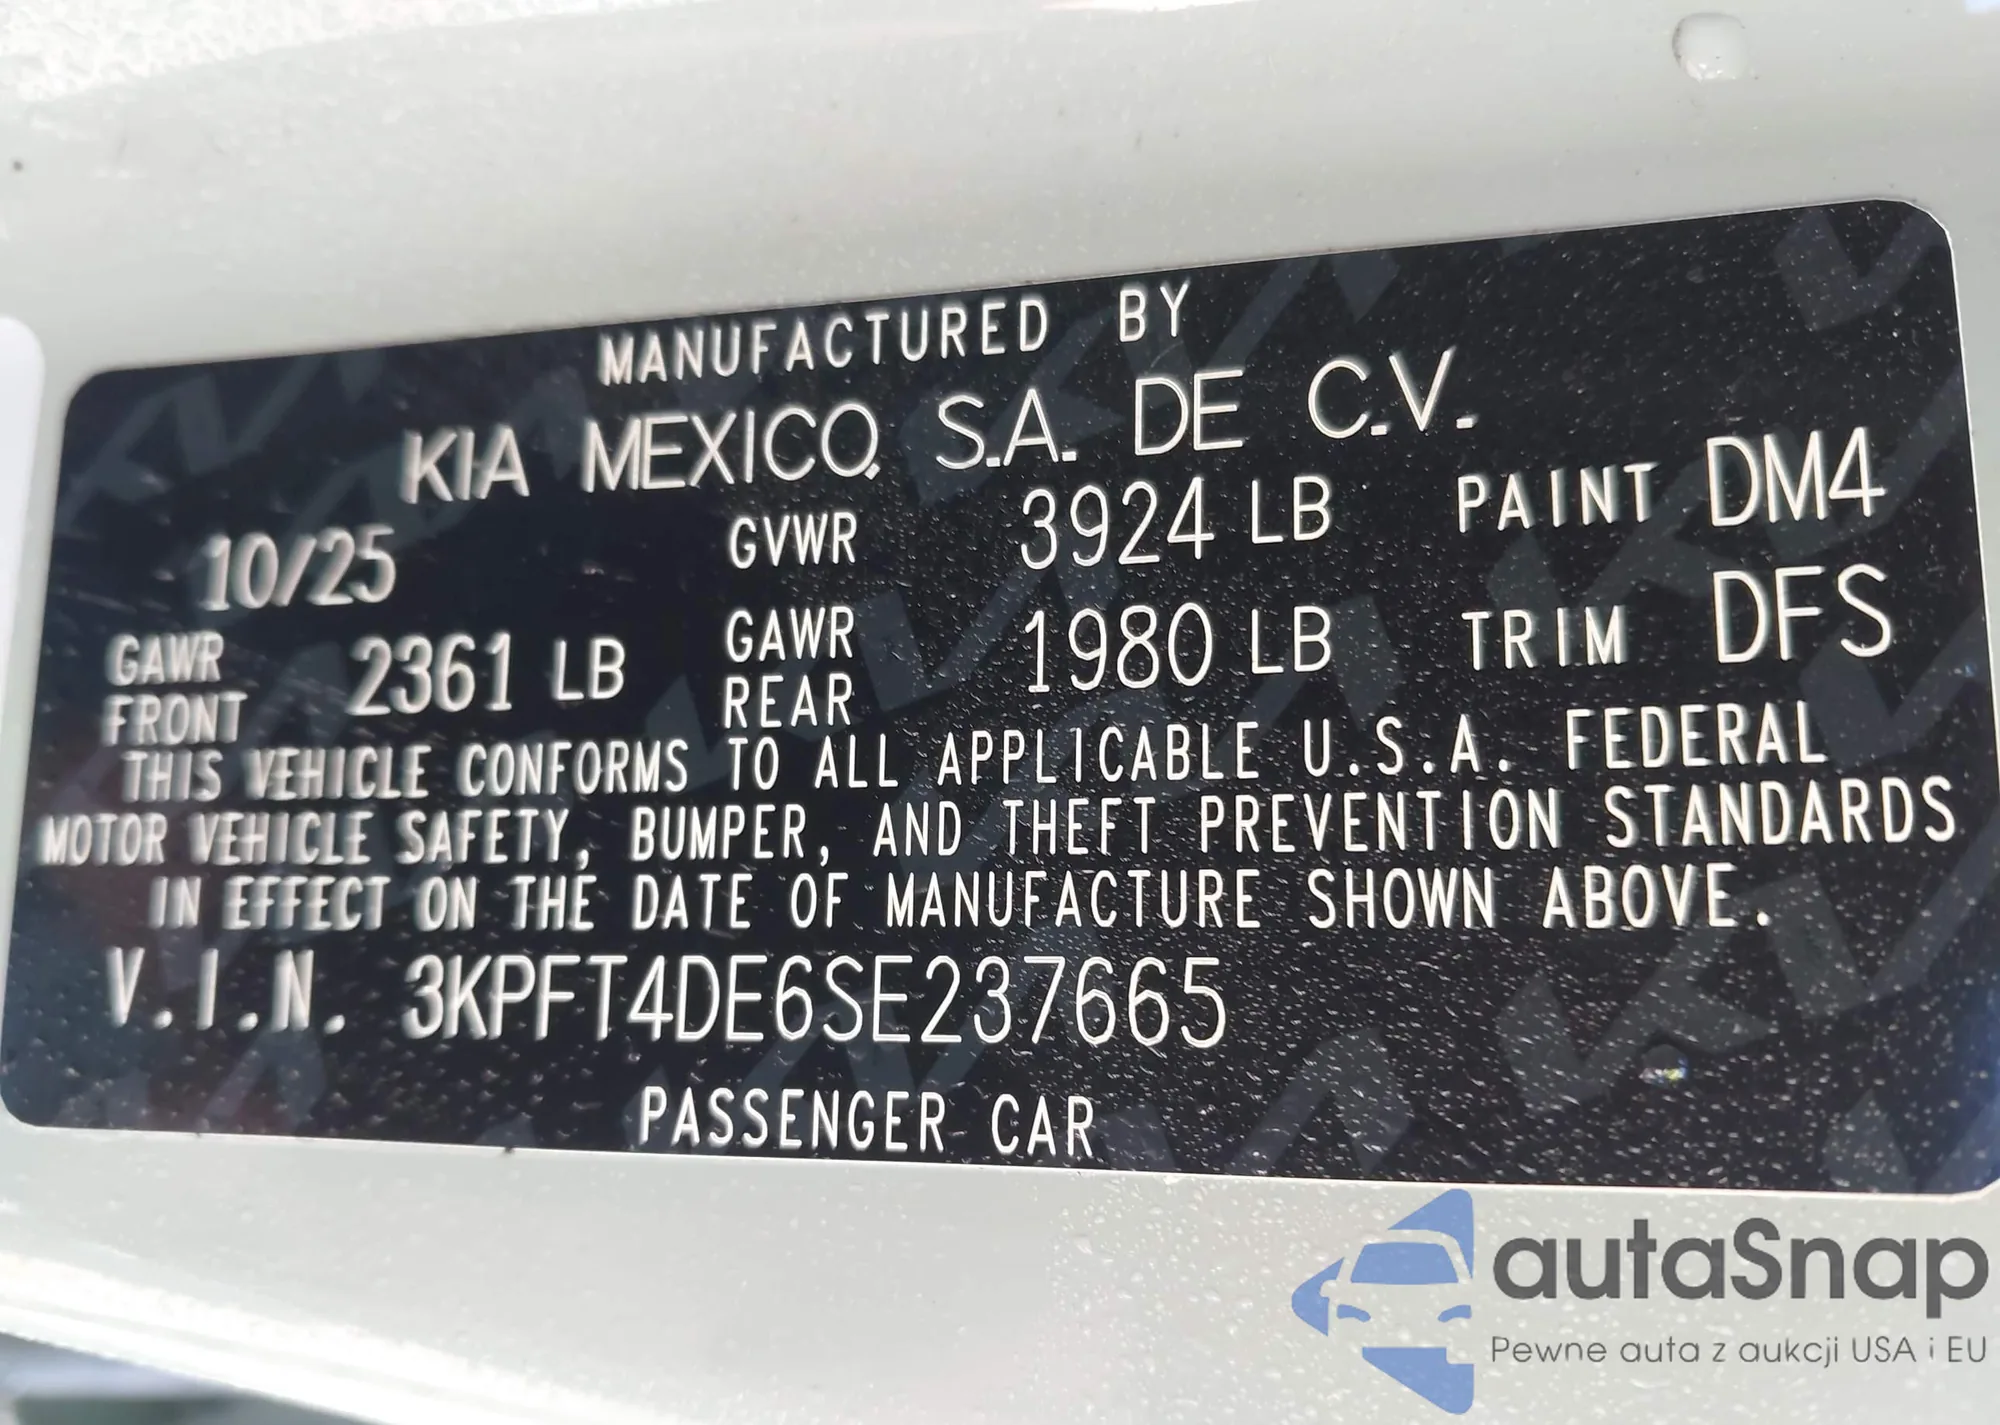 MANUFACTURED BY
KIA MEXICO, S.A. DE C.V.
10/25 GVWR 3924 LB PAINT DM4
GAWR FRONT 2361 LB GAWR REAR 1980 LB TRIM DFS
THIS VEHICLE CONFORMS TO ALL APPLICABLE U.S.A. FEDERAL
MOTOR VEHICLE SAFETY, BUMPER, AND THEFT PREVENTION STANDARDS
IN EFFECT ON THE DATE OF MANUFACTURE SHOWN ABOVE.
V.I.N. 3KPFT4DE6SE237665
PASSENGER CAR
autaSnap
Pewne auta z aukcji USA i EU